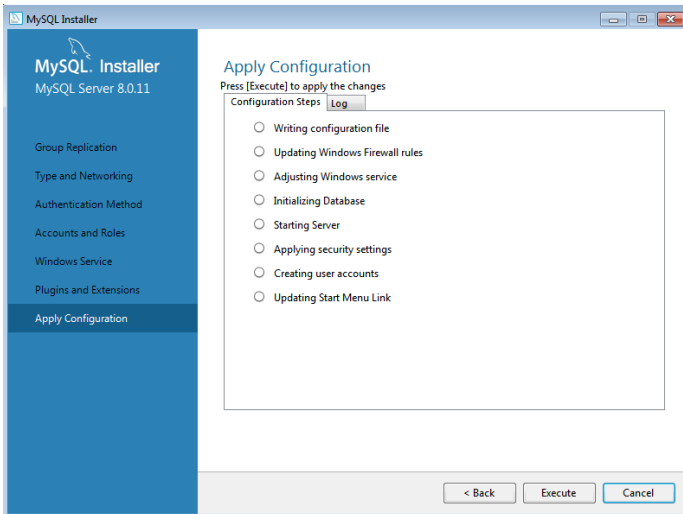 MySQL Installer
MySQL. Installer
MySQL Server 8.0.11
Group Replication
Type and Networking
Authentication Method
Accounts and Roles
Windows Service
Plugins and Extensions
Apply Configuration
Apply Configuration
Press [Execute] to apply the changes
Configuration Steps Log
Writing configuration file
Updating Windows Firewall rules
Adjusting Windows service
Initializing Database
Starting Server
Applying security settings
Creating user accounts
Updating Start Menu Link
< Back Execute Cancel